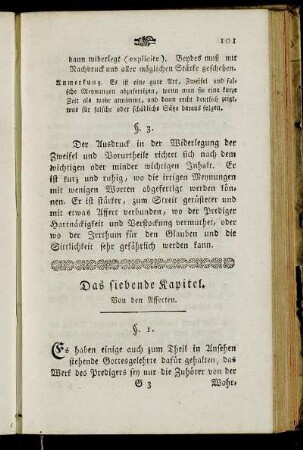 101
dann widerlegt (explicite). Beydes muß mit
Nachdruck und aller möglichen Stärke geschehen.
Anmerkung. Es ist eine gute Art, Zweifel und fal-
sche Meynungen abzufertigen, wenn man sie eine kurze
Zeit als wahr annimmt, und dann recht deutlich zeigt,
was für falsche oder schädliche Sätze daraus folgen.
§. 3.
Der Ausdruck in der Widerlegung der
Zweifel und Vorurtheile richtet sich nach dem
wichtigen oder minder wichtigen Inhalt. Er
ist kurz und ruhig, wo die irrigen Meynungen
mit wenigen Worten abgefertigt werden kön-
nen. Er ist stärker, zum Streit gerüsteter und
mit etwas Affect verbunden, wo der Prediger
Hartnäckigkeit und Verstockung vermuthet, oder
wo der Irrthum für den Glauben und die
Sittlichkeit sehr gefährlich werden kann.
Das siebende Kapitel.
Von den Affecten.
§. 1.
Es haben einige auch zum Theil in Ansehen
stehende Gottesgelehrte dafür gehalten, das
Werk des Predigers sey nur die Zuhörer von der
G 3 Wahr-